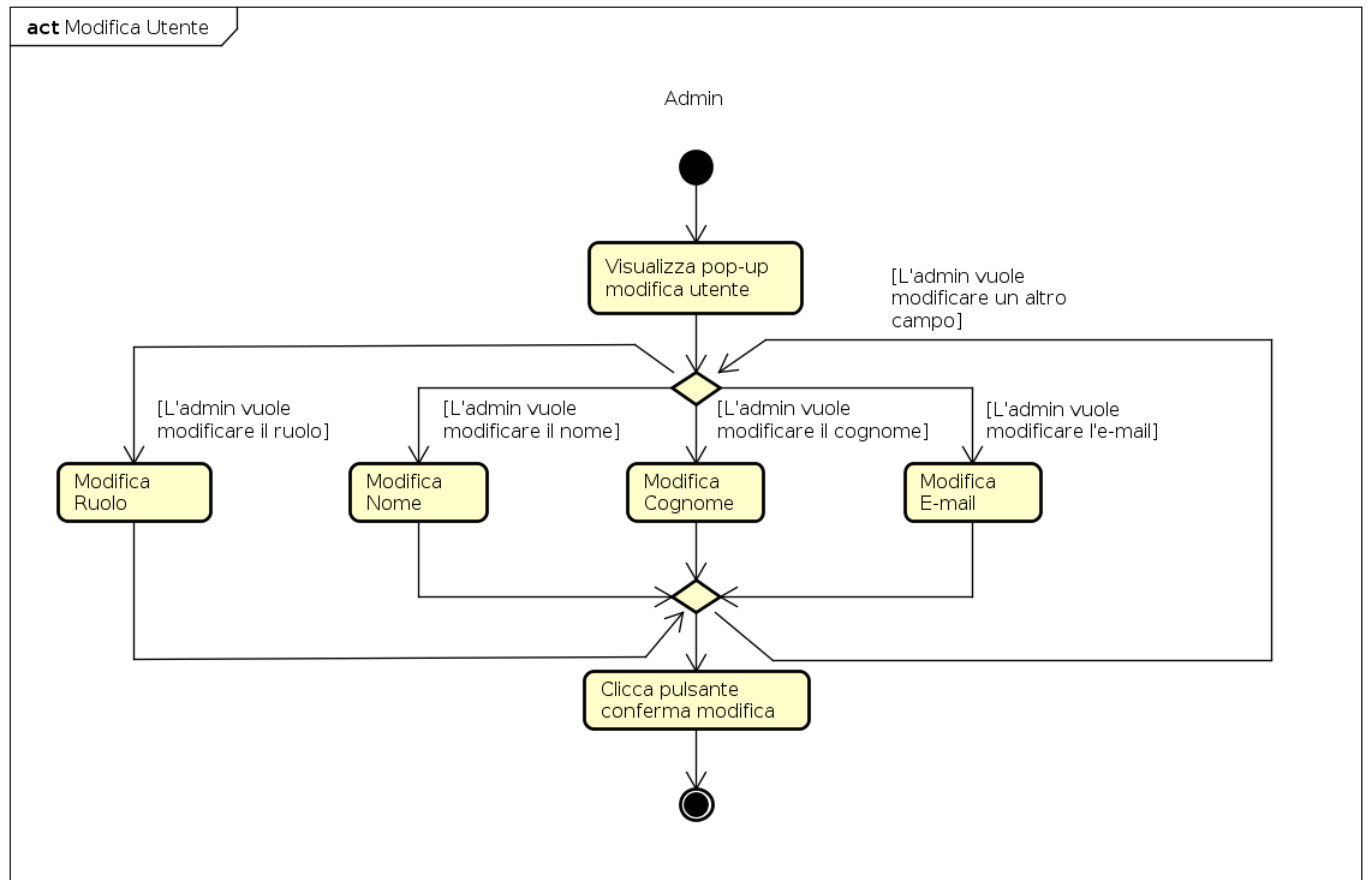 act Modifica Utente
Admin
Visualizza pop-up
modifica utente
[L'admin vuole
modificare un altro
campo]
[L'admin vuole
modificare il ruolo]
[L'admin vuole
modificare il nome]
[L'admin vuole
modificare il cognome]
[L'admin vuole
modificare l'e-mail]
Modifica
Ruolo
Modifica
Nome
Modifica
Cognome
Modifica
E-mail
Clicca pulsante
conferma modifica